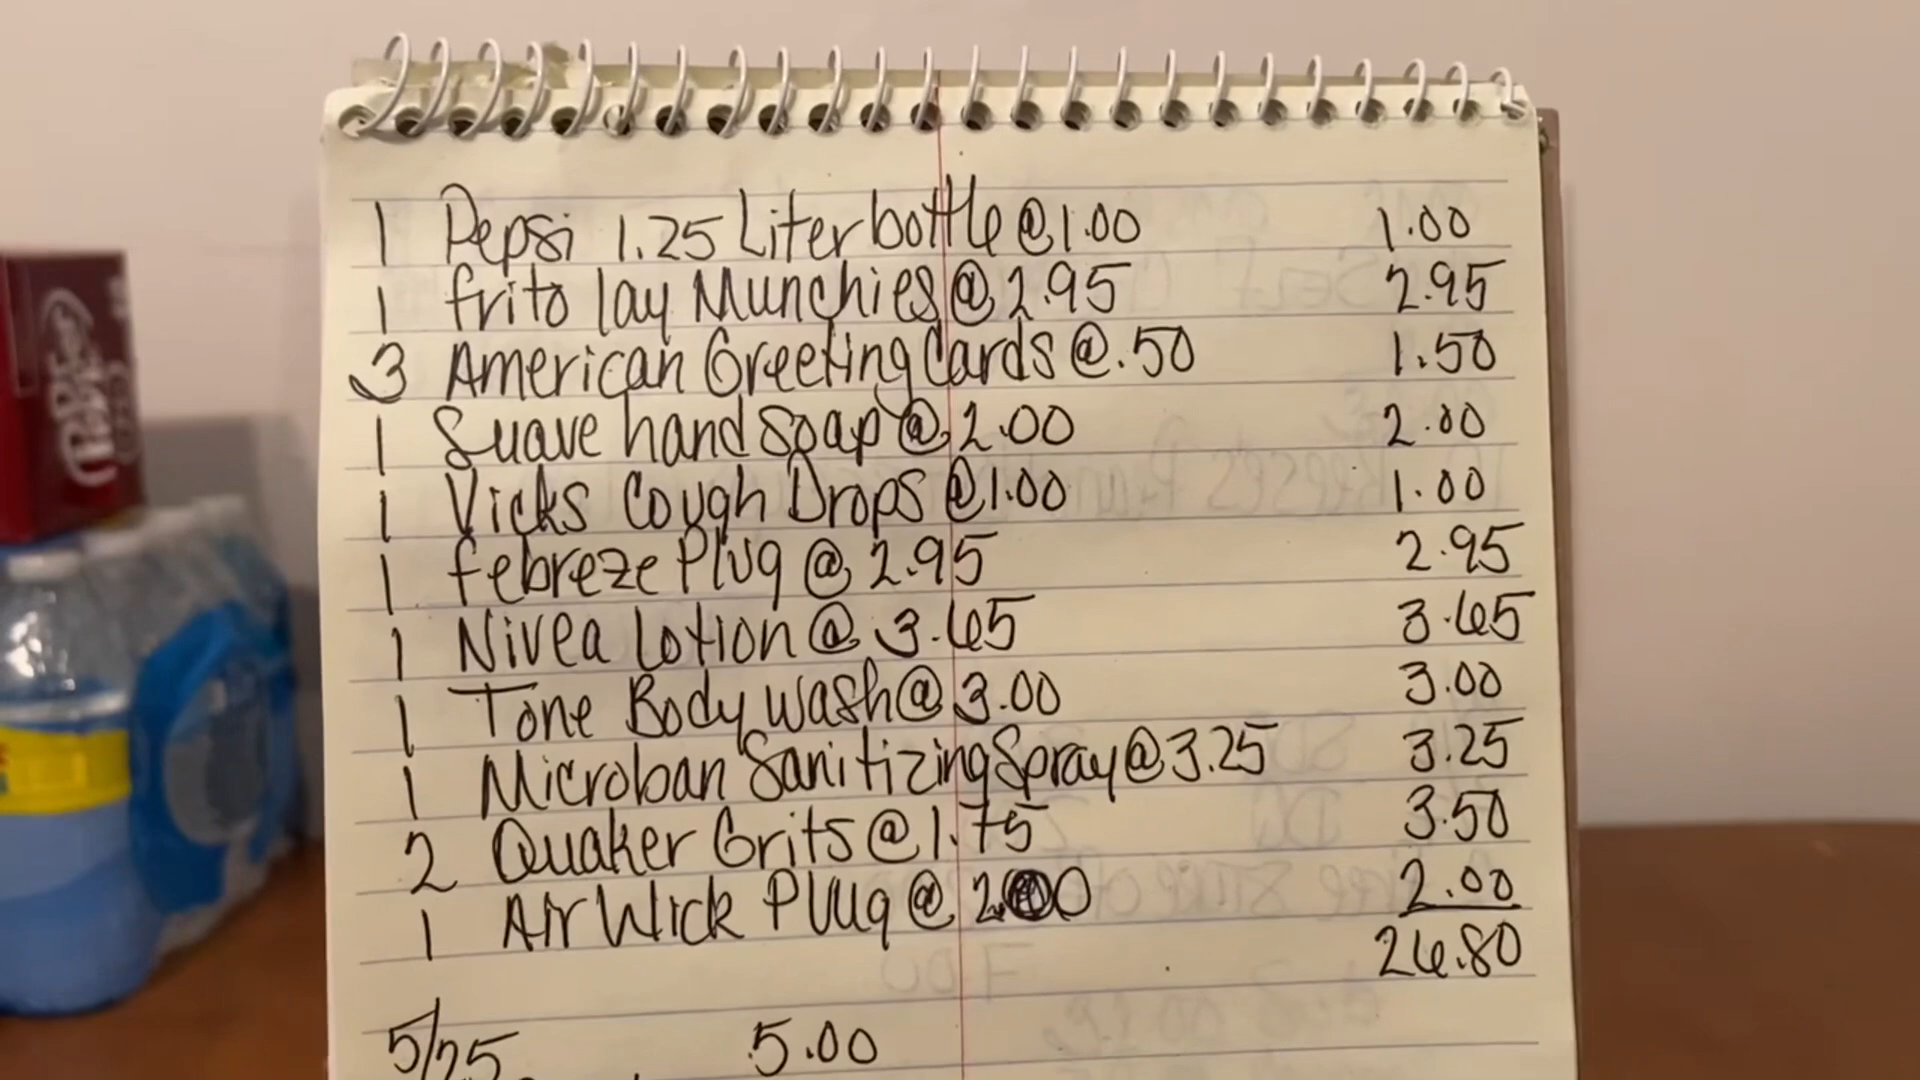 1 Pepsi 1.25 Liter bottle @ 1.00 1.00
1 frito lay Munchies @ 2.95 2.95
3 American Greeting Cards @ .50 1.50
1 Suave hand soap @ 2.00 2.00
1 Vicks Cough Drops @ 1.00 1.00
1 febreze Plug @ 2.95 2.95
1 Nivea Lotion @ 3.65 3.65
1 Tone Body wash @ 3.00 3.00
1 Microban Sanitizing Spray @ 3.25 3.25
2 Quaker Grits @ 1.75 3.50
1 Air Wick Plug @ 2.00 2.00
26.80
5/25 5.00
Dr Pepper